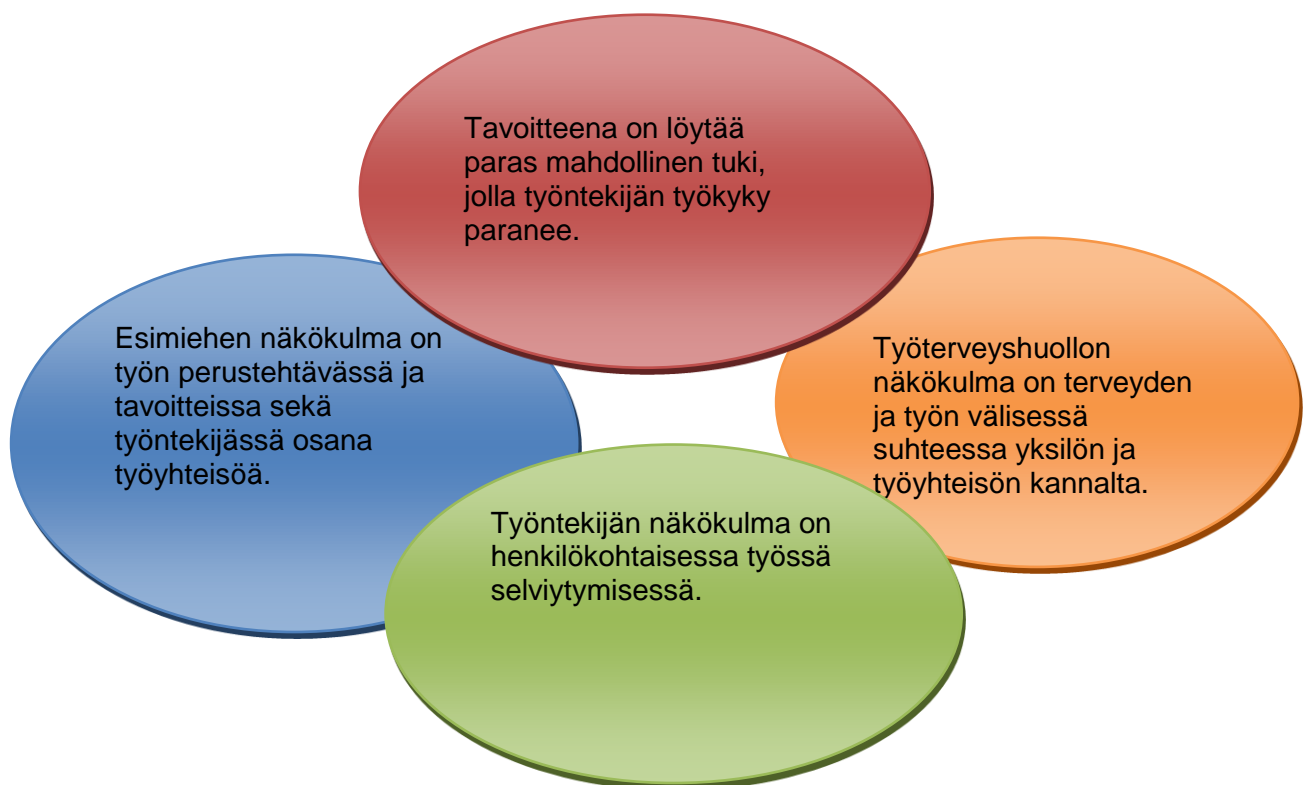 Tavoitteena on löytää
paras mahdollinen tuki,
jolla työntekijän työkyky
paranee.
Esimiehen näkökulma on
työn perustehtävässä ja
tavoitteissa sekä
työntekijässä osana
työyhteisöä.
Työterveyshuollon
näkökulma on terveyden
ja työn välisessä
suhteessa yksilön ja
työyhteisön kannalta.
Työntekijän näkökulma on
henkilökohtaisessa työssä
selviytymisessä.